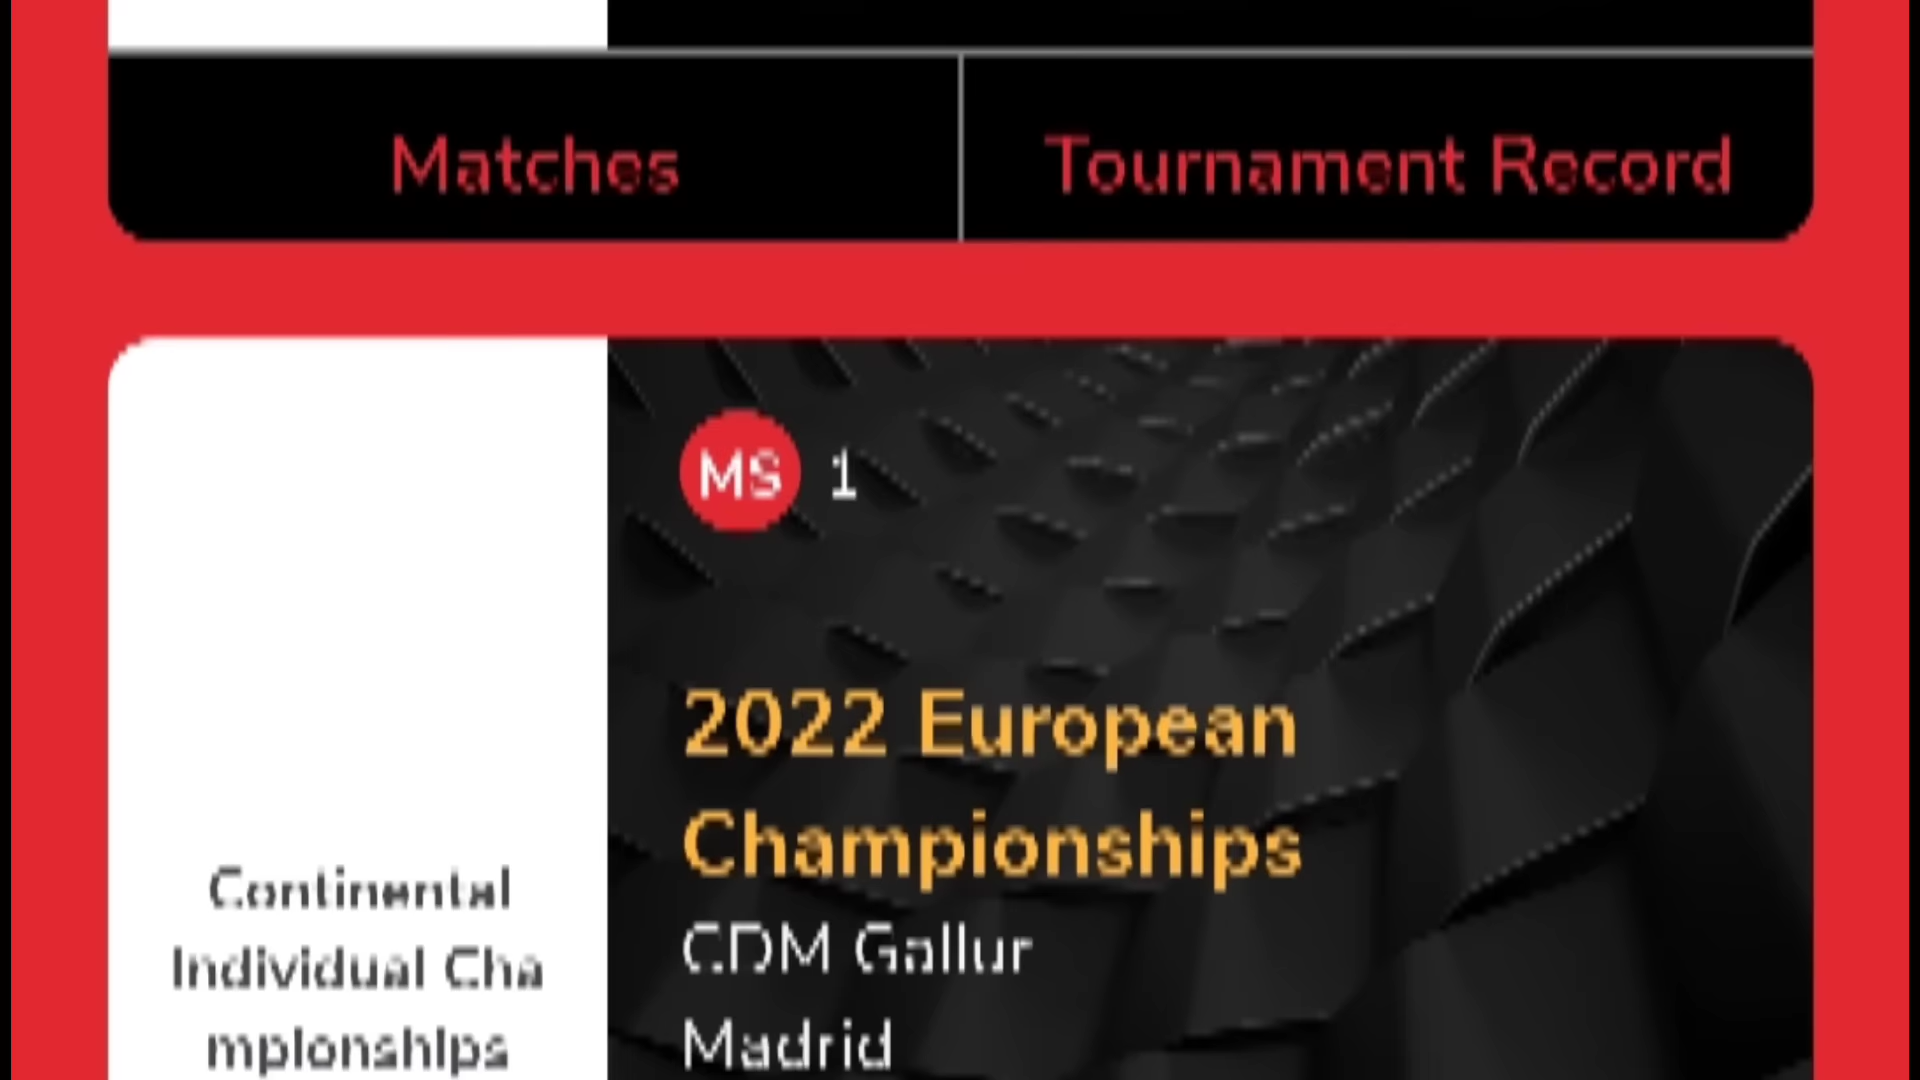 Matches
Tournament Record
MS 1
2022 European
Championships
CDM Gallur
Madrid
Continental
Individual Cha
mpionships